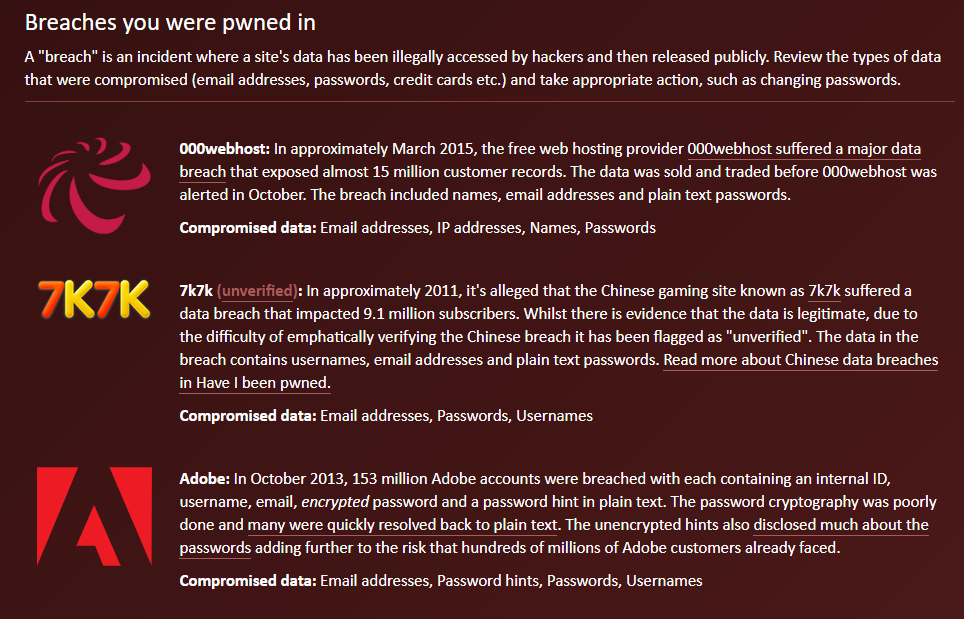 Breaches you were pwned in
A "breach" is an incident where a site's data has been illegally accessed by hackers and then released publicly. Review the types of data
that were compromised (email addresses, passwords, credit cards etc.) and take appropriate action, such as changing passwords.
000webhost: In approximately March 2015, the free web hosting provider 000webhost suffered a major data
breach that exposed almost 15 million customer records. The data was sold and traded before 000webhost was
alerted in October. The breach included names, email addresses and plain text passwords.
Compromised data: Email addresses, IP addresses, Names, Passwords
7K7K
7k7k (unverified): In approximately 2011, it's alleged that the Chinese gaming site known as 7k7k suffered a
data breach that impacted 9.1 million subscribers. Whilst there is evidence that the data is legitimate, due to
the difficulty of emphatically verifying the Chinese breach it has been flagged as "unverified". The data in the
breach contains usernames, email addresses and plain text passwords. Read more about Chinese data breaches
in Have I been pwned.
Compromised data: Email addresses, Passwords, Usernames
Adobe: In October 2013, 153 million Adobe accounts were breached with each containing an internal ID,
username, email, encrypted password and a password hint in plain text. The password cryptography was poorly
done and many were quickly resolved back to plain text. The unencrypted hints also disclosed much about the
passwords adding further to the risk that hundreds of millions of Adobe customers already faced.
Compromised data: Email addresses, Password hints, Passwords, Usernames